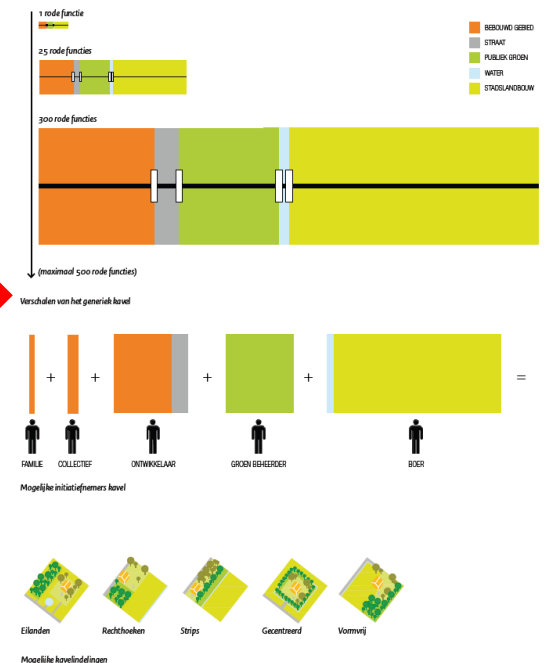 1 rode functie
BEBOUWD GEBIED
STRAAT
PUBLIEK GROEN
WATER
STADSLANDBOUW
25 rode functies
300 rode functies
(maximaal 500 rode functies)
Verschalen van het generiek kavel
+ + + + =
FAMILIE COLLECTIEF ONTWIKKELAAR GROEN BEHEERDER BOER
Mogelijke initiatiefnemers kavel
Eilanden Rechthoeken Strips Gecentreerd Vormvrij
Mogelijke kavelindelingen